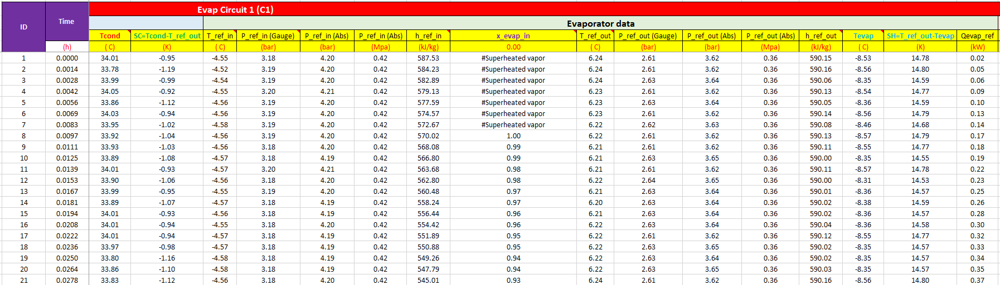 Evap Circuit 1 (C1)
ID Time Evaporator data
Tcond SC=Tcond-T_ref_out T_ref_in P_ref_in (Gauge) P_ref_in (Abs) P_ref_in (Abs) h_ref_in x_evap_in T_ref_out P_ref_out (Gauge) P_ref_out (Abs) P_ref_out (Abs) h_ref_out Tevap SH=T_ref_out-Tevap Qevap_ref
(h) ( C) (K) ( C) (bar) (bar) (Mpa) (kJ/kg) 0.00 ( C) (bar) (bar) (Mpa) (kJ/kg) ( C) (K) (kW)
1 0.0000 34.01 -0.95 -4.55 3.18 4.20 0.42 587.53 #Superheated vapor 6.24 2.61 3.62 0.36 590.15 -8.53 14.78 0.02
2 0.0014 33.78 -1.19 -4.52 3.19 4.20 0.42 584.23 #Superheated vapor 6.24 2.61 3.62 0.36 590.16 -8.56 14.80 0.05
3 0.0028 33.99 -0.99 -4.54 3.19 4.20 0.42 582.89 #Superheated vapor 6.24 2.63 3.64 0.36 590.06 -8.35 14.59 0.06
4 0.0042 34.05 -0.92 -4.55 3.20 4.21 0.42 579.13 #Superheated vapor 6.23 2.61 3.62 0.36 590.13 -8.54 14.77 0.09
5 0.0056 33.86 -1.12 -4.56 3.19 4.20 0.42 577.59 #Superheated vapor 6.23 2.63 3.64 0.36 590.05 -8.36 14.59 0.10
6 0.0069 34.03 -0.94 -4.56 3.19 4.20 0.42 574.57 #Superheated vapor 6.23 2.61 3.62 0.36 590.14 -8.56 14.79 0.13
7 0.0083 33.95 -1.02 -4.58 3.19 4.20 0.42 572.67 #Superheated vapor 6.22 2.62 3.63 0.36 590.08 -8.46 14.68 0.14
8 0.0097 33.92 -1.04 -4.56 3.19 4.20 0.42 570.02 1.00 6.22 2.61 3.62 0.36 590.13 -8.57 14.79 0.17
9 0.0111 33.93 -1.03 -4.56 3.18 4.20 0.42 568.08 0.99 6.21 2.61 3.62 0.36 590.11 -8.55 14.77 0.18
10 0.0125 33.89 -1.08 -4.57 3.18 4.19 0.42 566.80 0.99 6.21 2.63 3.65 0.36 590.00 -8.35 14.55 0.19
11 0.0139 34.01 -0.93 -4.57 3.20 4.21 0.42 563.68 0.98 6.21 2.61 3.62 0.36 590.11 -8.57 14.78 0.22
12 0.0153 33.90 -1.06 -4.56 3.18 4.20 0.42 562.80 0.98 6.22 2.64 3.65 0.36 590.00 -8.31 14.53 0.23
13 0.0167 33.99 -0.95 -4.55 3.19 4.20 0.42 560.48 0.97 6.21 2.63 3.64 0.36 590.01 -8.36 14.57 0.25
14 0.0181 33.89 -1.07 -4.57 3.18 4.19 0.42 558.24 0.97 6.20 2.63 3.64 0.36 590.02 -8.38 14.59 0.26
15 0.0194 34.01 -0.93 -4.56 3.18 4.19 0.42 556.44 0.96 6.21 2.63 3.64 0.36 590.02 -8.36 14.57 0.28
16 0.0208 34.01 -0.94 -4.55 3.18 4.20 0.42 554.42 0.96 6.22 2.63 3.64 0.36 590.04 -8.36 14.58 0.30
17 0.0222 34.01 -0.94 -4.57 3.18 4.19 0.42 551.89 0.95 6.22 2.61 3.62 0.36 590.12 -8.55 14.77 0.32
18 0.0236 33.97 -0.98 -4.57 3.18 4.19 0.42 550.88 0.95 6.22 2.63 3.65 0.36 590.02 -8.35 14.57 0.33
19 0.0250 33.80 -1.16 -4.58 3.18 4.19 0.42 549.26 0.94 6.22 2.63 3.64 0.36 590.02 -8.35 14.57 0.34
20 0.0264 33.86 -1.10 -4.58 3.18 4.19 0.42 547.79 0.94 6.22 2.63 3.65 0.36 590.03 -8.35 14.57 0.35
21 0.0278 33.83 -1.12 -4.56 3.18 4.20 0.42 545.01 0.93 6.24 2.61 3.62 0.36 590.16 -8.56 14.80 0.37